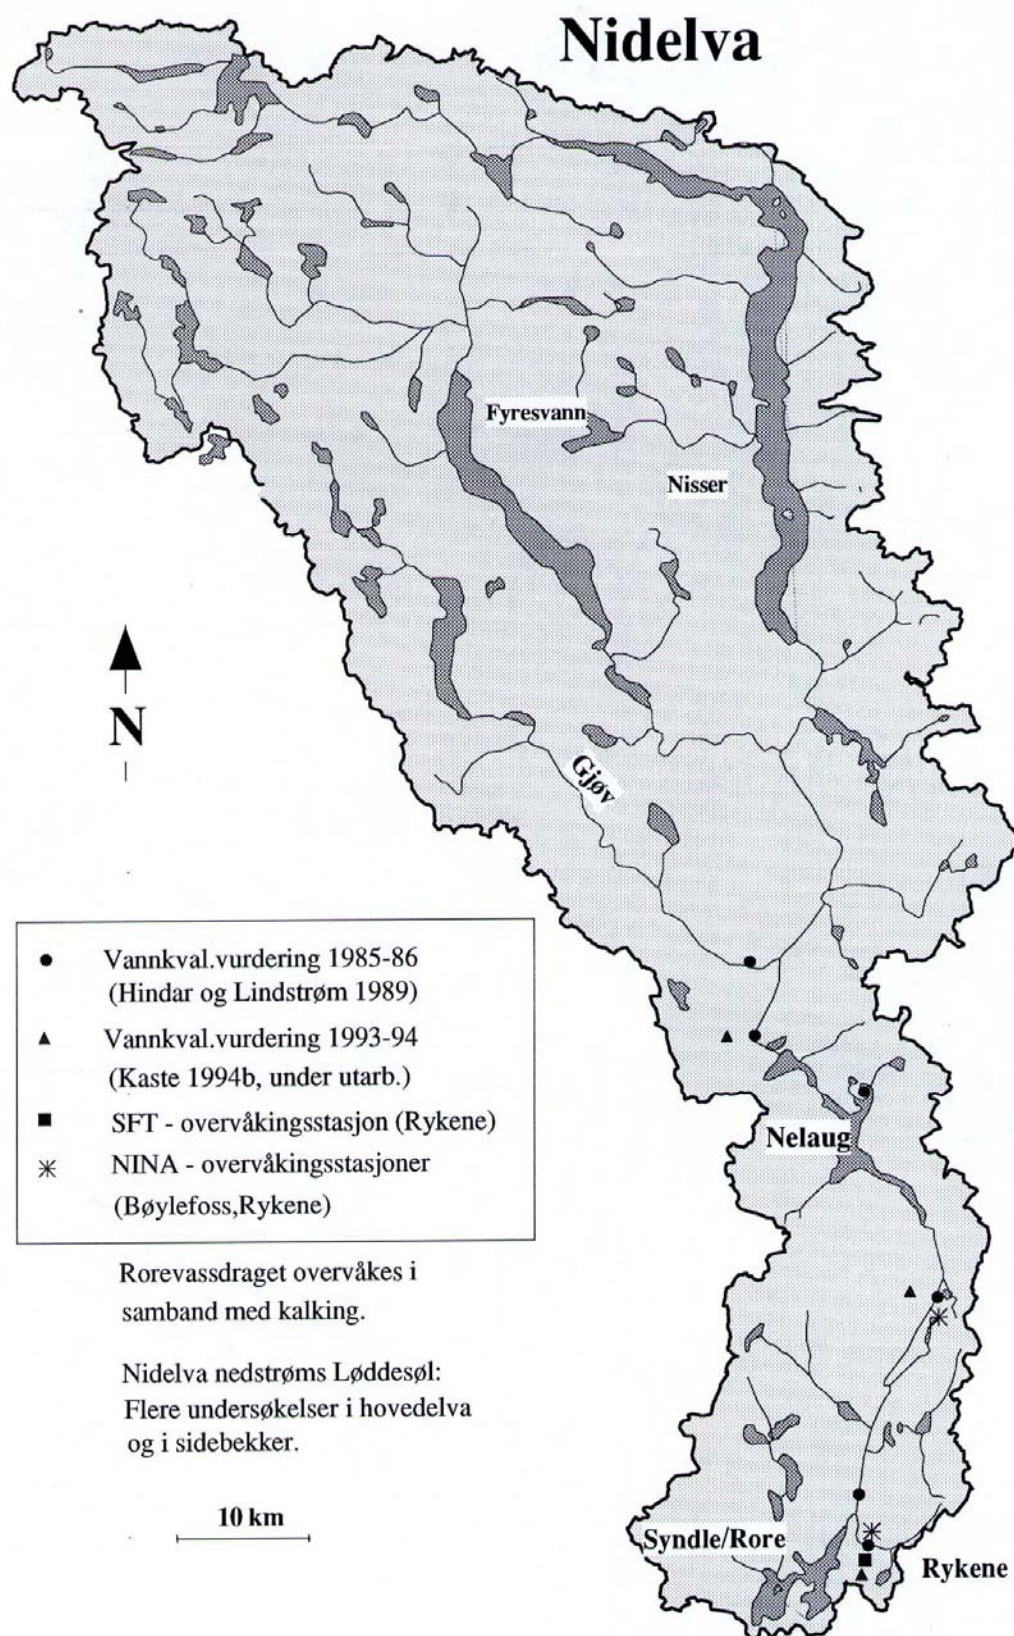 Nidelva
Fyresvann
Nisser
N
Gjøv
Vannkval.vurdering 1985-86
(Hindar og Lindstrøm 1989)
Vannkval.vurdering 1993-94
(Kaste 1994b, under utarb.)
SFT - overvåkingsstasjon (Rykene)
NINA - overvåkingsstasjoner
(Bøylefoss,Rykene)
Nelaug
Rorevassdraget overvåkes i
samband med kalking.
Nidelva nedstrøms Løddesøl:
Flere undersøkelser i hovedelva
og i sidebekker.
10 km
Syndle/Rore
Rykene